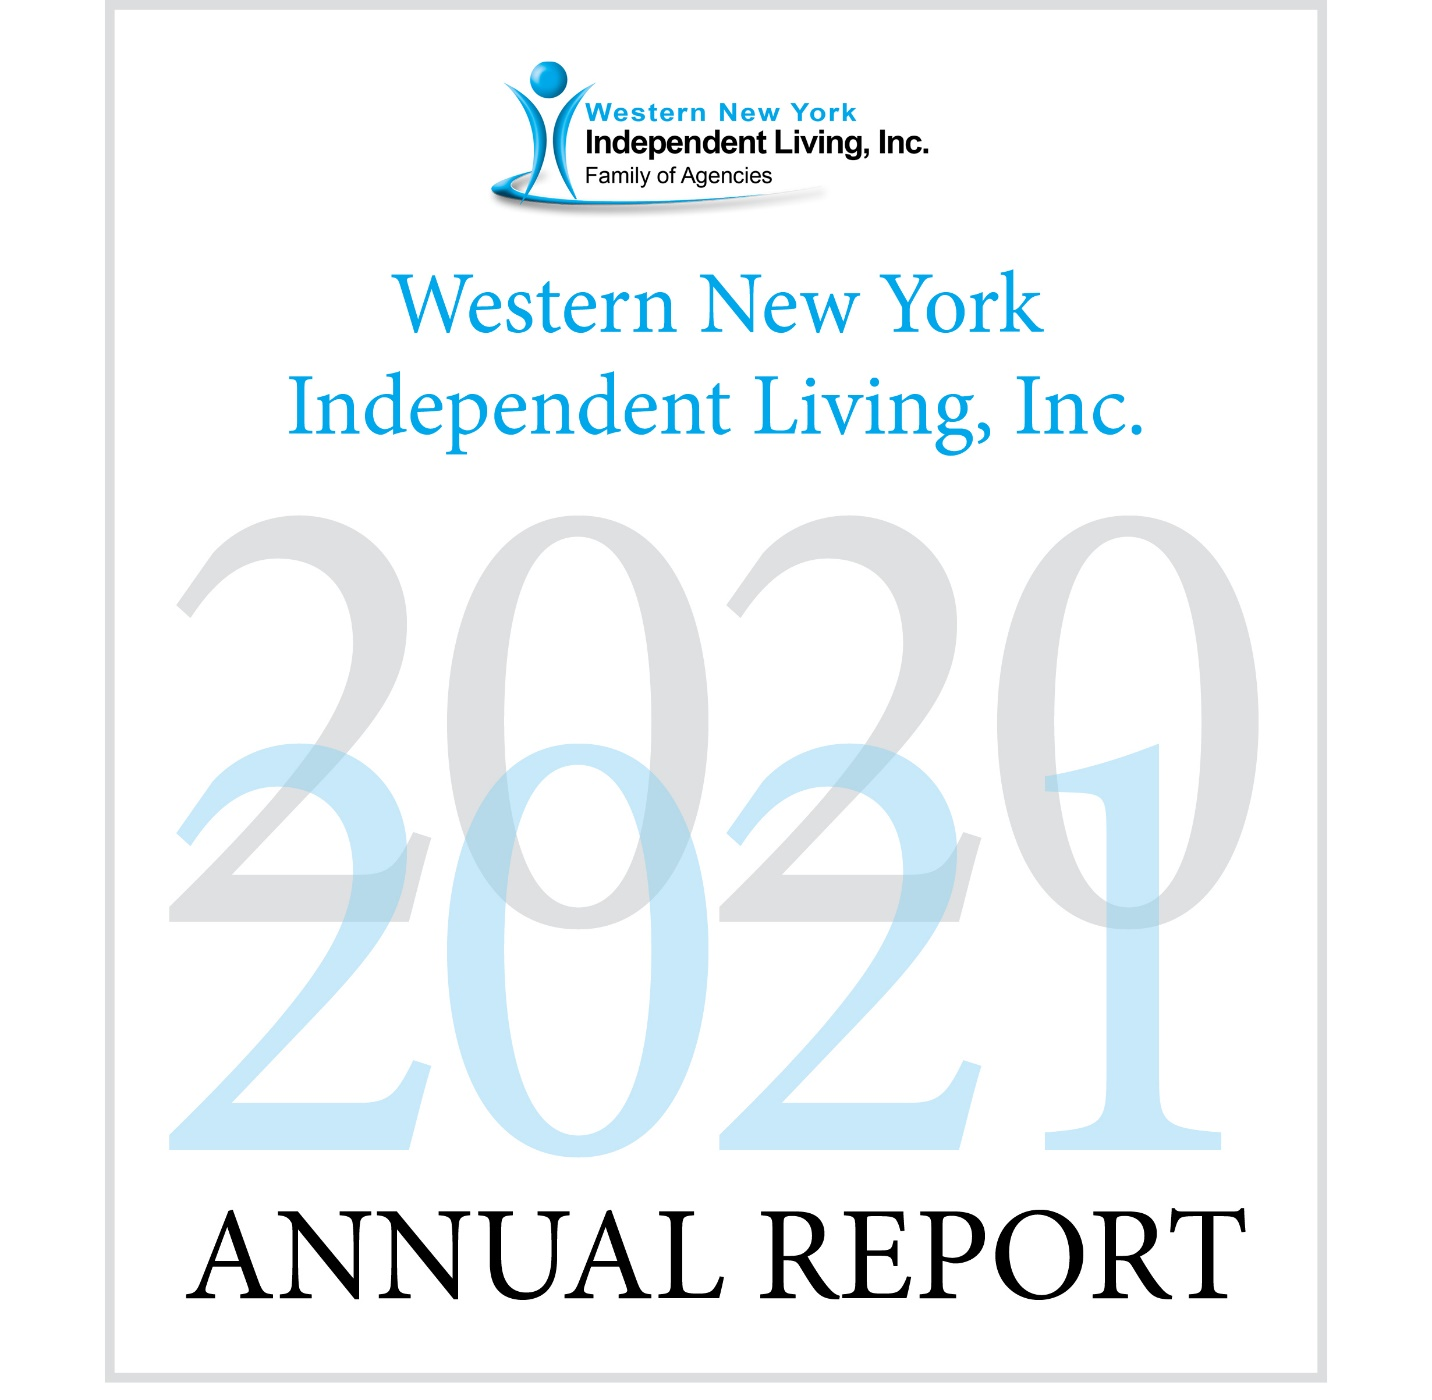 Western New York
Independent Living, Inc.
Family of Agencies
Western New York
Independent Living, Inc.
2020
2021
ANNUAL REPORT